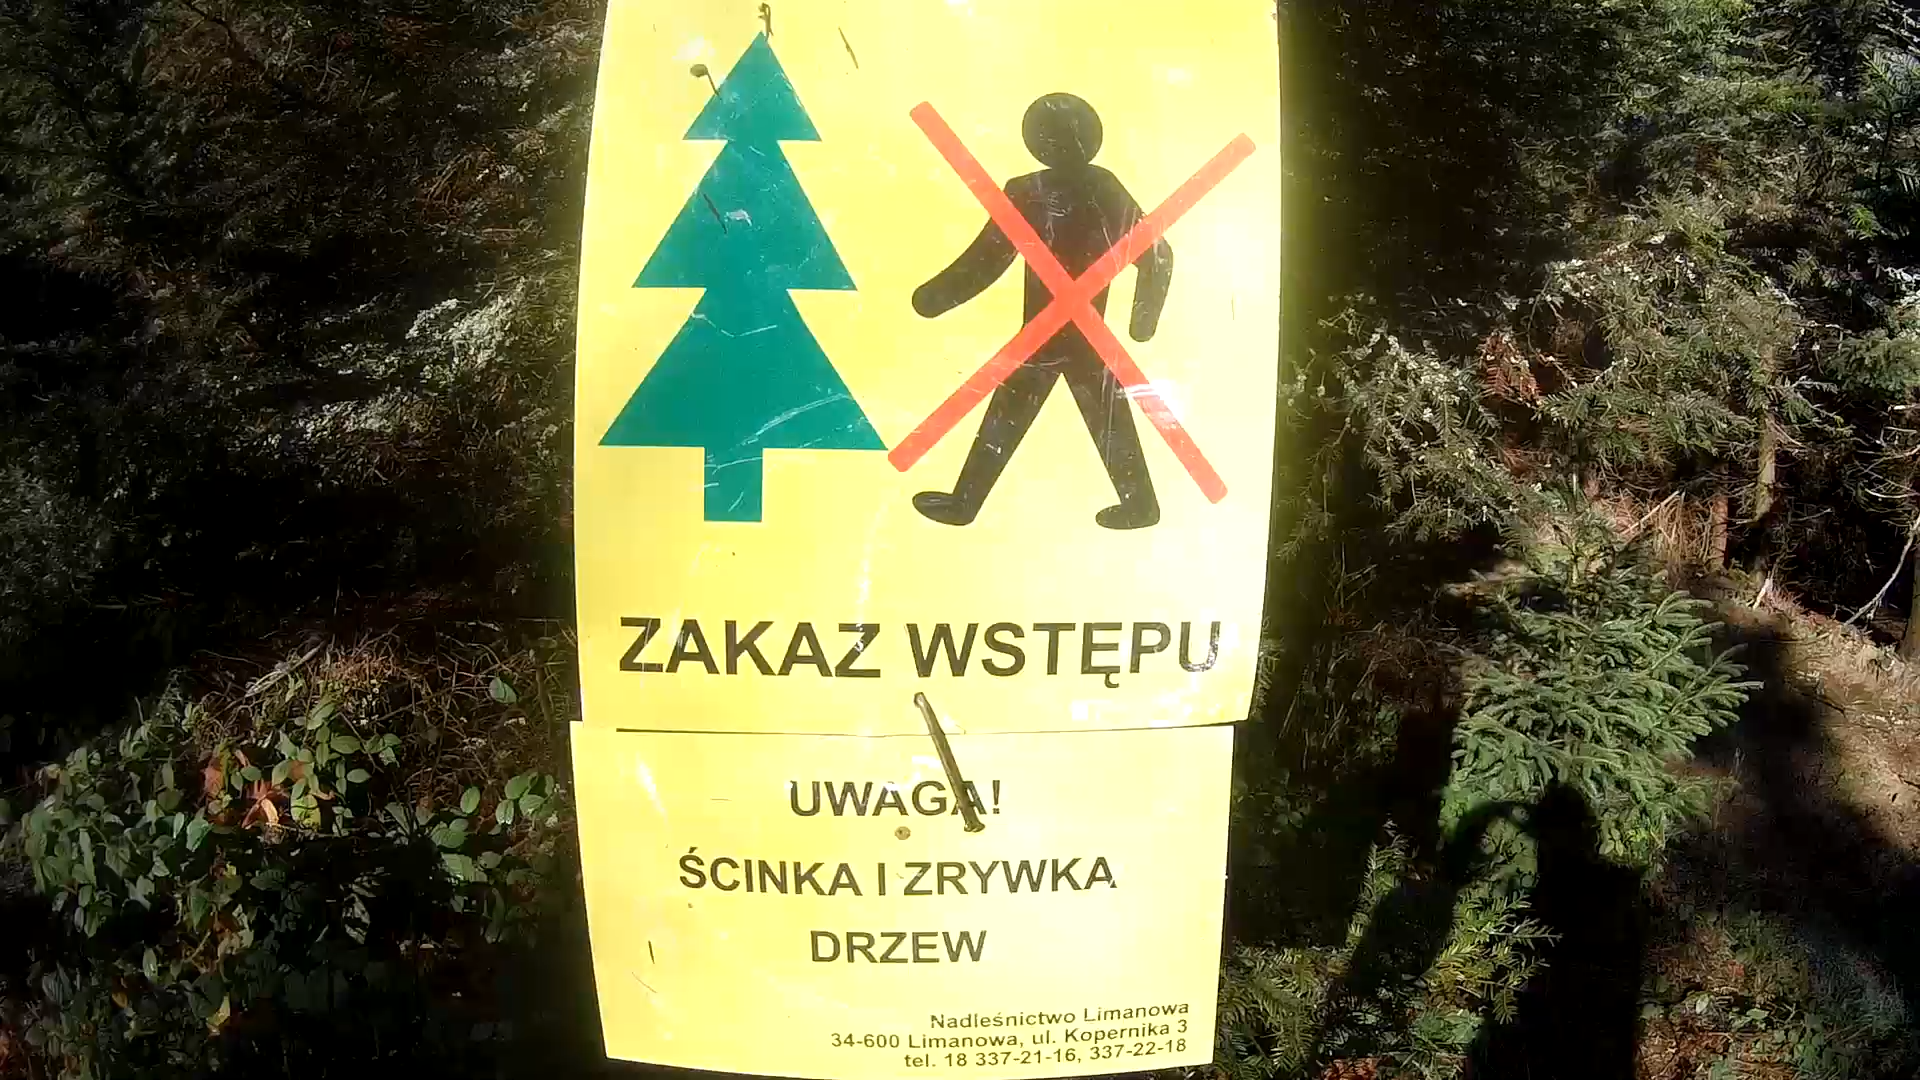 ZAKAZ WSTĘPU
UWAGA!
ŚCINKA I ZRYWKA
DRZEW
Nadleśnictwo Limanowa
34-600 Limanowa, ul. Kopernika 3
tel. 18 337-21-16, 337-22-18